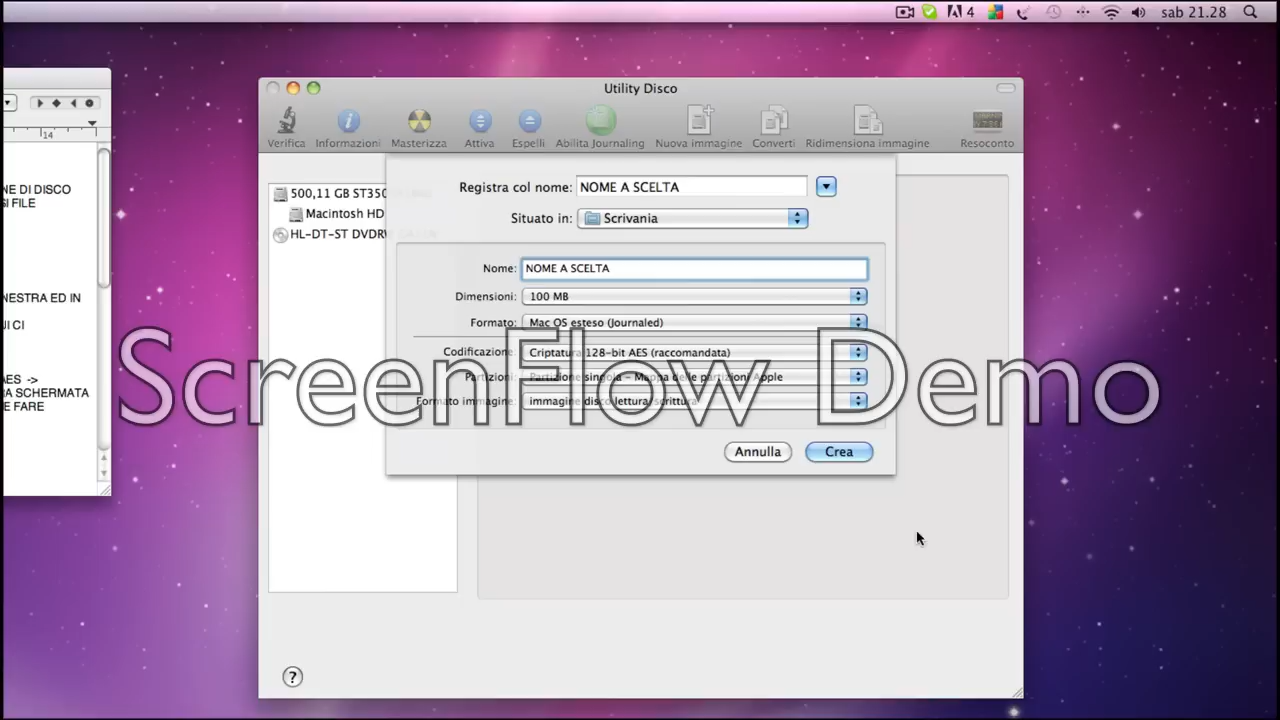 4 sab 21.28
Utility Disco
Verifica Informazioni Masterizza Attiva Espelli Abilita Journaling Nuova immagine Converti Ridimensiona immagine Resoconto
14
NE DI DISCO
SI FILE
NESTRA ED IN
JI CI
AES ->
IA SCHERMATA
E FARE
500,11 GB ST350
Macintosh HD
HL-DT-ST DVDRW
Registra col nome: NOME A SCELTA
Situato in: Scrivania
Nome: NOME A SCELTA
Dimensioni: 100 MB
Formato: Mac OS esteso (Journaled)
Codificazione: Criptatura 128-bit AES (raccomandata)
Partizioni: Partizione singola - Mappa delle partizioni Apple
Formato immagine: immagine disco lettura/scrittura
ScreenFlow Demo
Annulla Crea
?